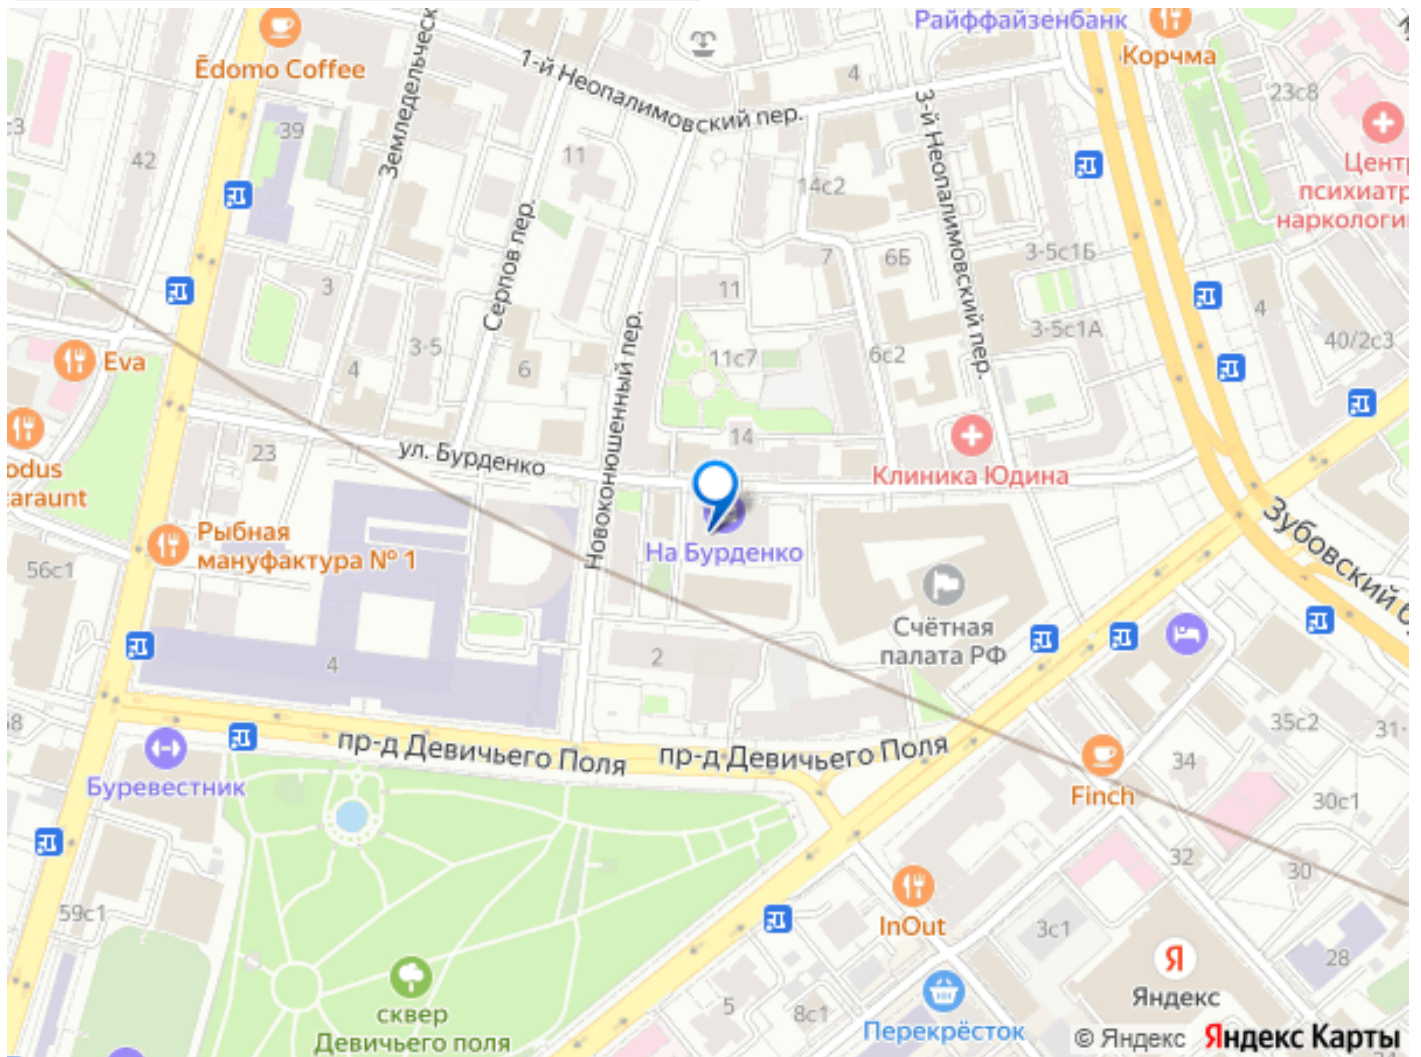 Райффайзенбанк
Корчма
Ēdomo Coffee
Земледельческ
1-й Неопалимовский пер.
4
23с8
39
42
11
3-й Неопалимовский пер.
14с2
Центр
психиатр
наркологи
Серпов пер.
7
6Б
3-5с1Б
3
11
4
Новоконюшенный пер.
3-5с1А
40/2с3
3-5
Eva
4
6
11с7
6с2
23
ул. Бурденко
14
Клиника Юдина
odus
taraunt
Рыбная
мануфактура № 1
На Бурденко
Зубовский б
56с1
Счётная
палата РФ
4
2
35с2
31-
пр-д Девичьего Поля
пр-д Девичьего Поля
34
Буревестник
Finch
30с1
32
30
59с1
InOut
3с1
28
Яндекс
сквер
Девичьего поля
5
8с1
Перекрёсток
© Яндекс Яндекс Карты